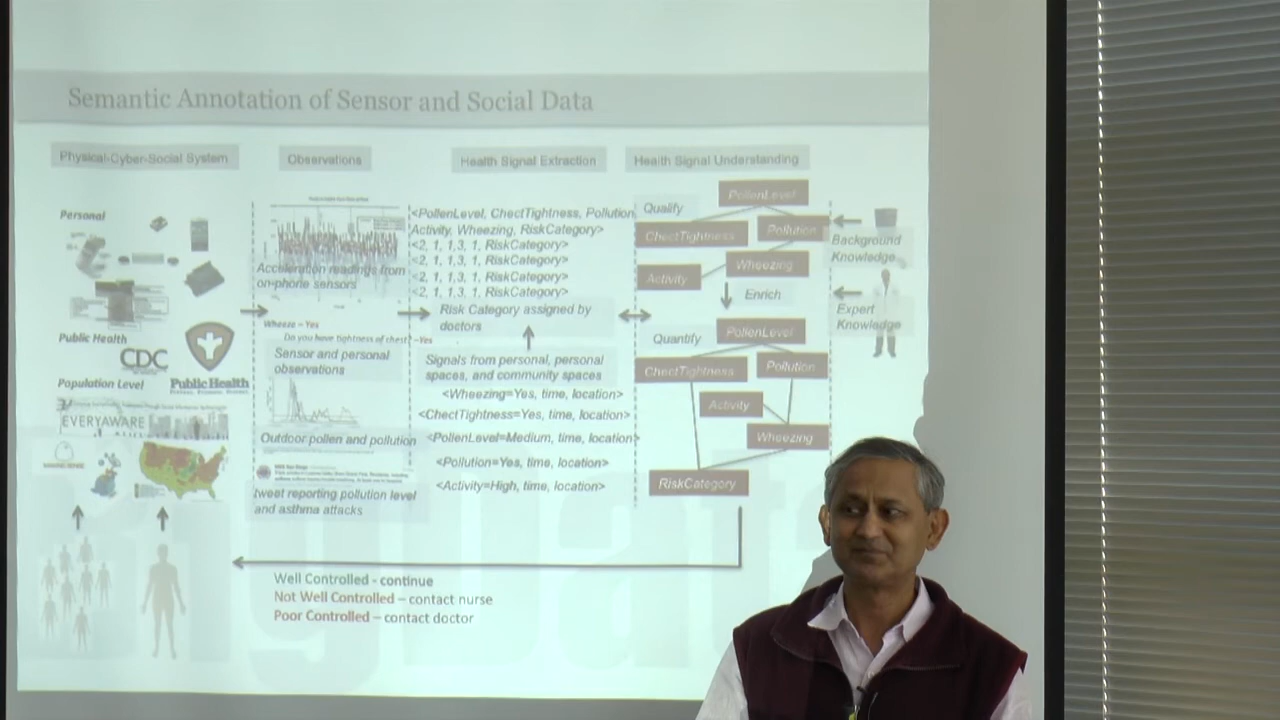 Semantic Annotation of Sensor and Social Data
Physical-Cyber-Social System
Observations
Health Signal Extraction
Health Signal Understanding
Personal
Public Health
CDC
Public Health
Population Level
EVERYAWARE
Acceleration readings from
on-phone sensors
Wheeze – Yes
Do you have tightness of chest? –Yes
Sensor and personal
observations
Outdoor pollen and pollution
tweet reporting pollution level
and asthma attacks
<PollenLevel, ChectTightness, Pollution,
Activity, Wheezing, RiskCategory>
<2, 1, 1,3, 1, RiskCategory>
<2, 1, 1,3, 1, RiskCategory>
<2, 1, 1,3, 1, RiskCategory>
<2, 1, 1,3, 1, RiskCategory>
Risk Category assigned by
doctors
Signals from personal, personal
spaces, and community spaces
<Wheezing=Yes, time, location>
<ChectTightness=Yes, time, location>
<PollenLevel=Medium, time, location>
<Pollution=Yes, time, location>
<Activity=High, time, location>
Qualify
PollenLevel
ChectTightness
Pollution
Activity
Wheezing
Enrich
Quantify
PollenLevel
ChectTightness
Pollution
Activity
Wheezing
RiskCategory
Background
Knowledge
Expert
Knowledge
Well Controlled - continue
Not Well Controlled – contact nurse
Poor Controlled – contact doctor